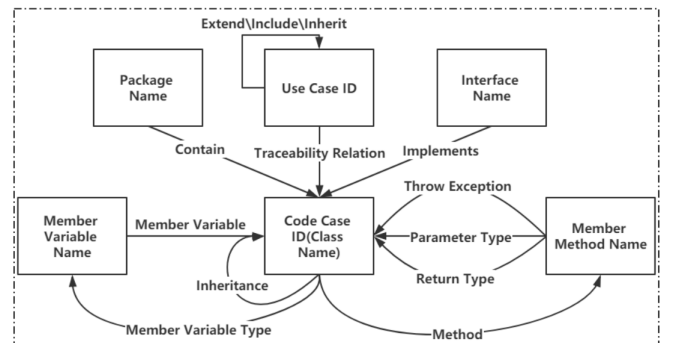 Extend\Include\Inherit
Package
Name
Use Case ID
Interface
Name
Contain
Traceability Relation
Implements
Throw Exception
Member
Variable
Name
Member Variable
Code Case
ID(Class
Name)
Parameter Type
Member
Method Name
Inheritance
Return Type
Member Variable Type
Method